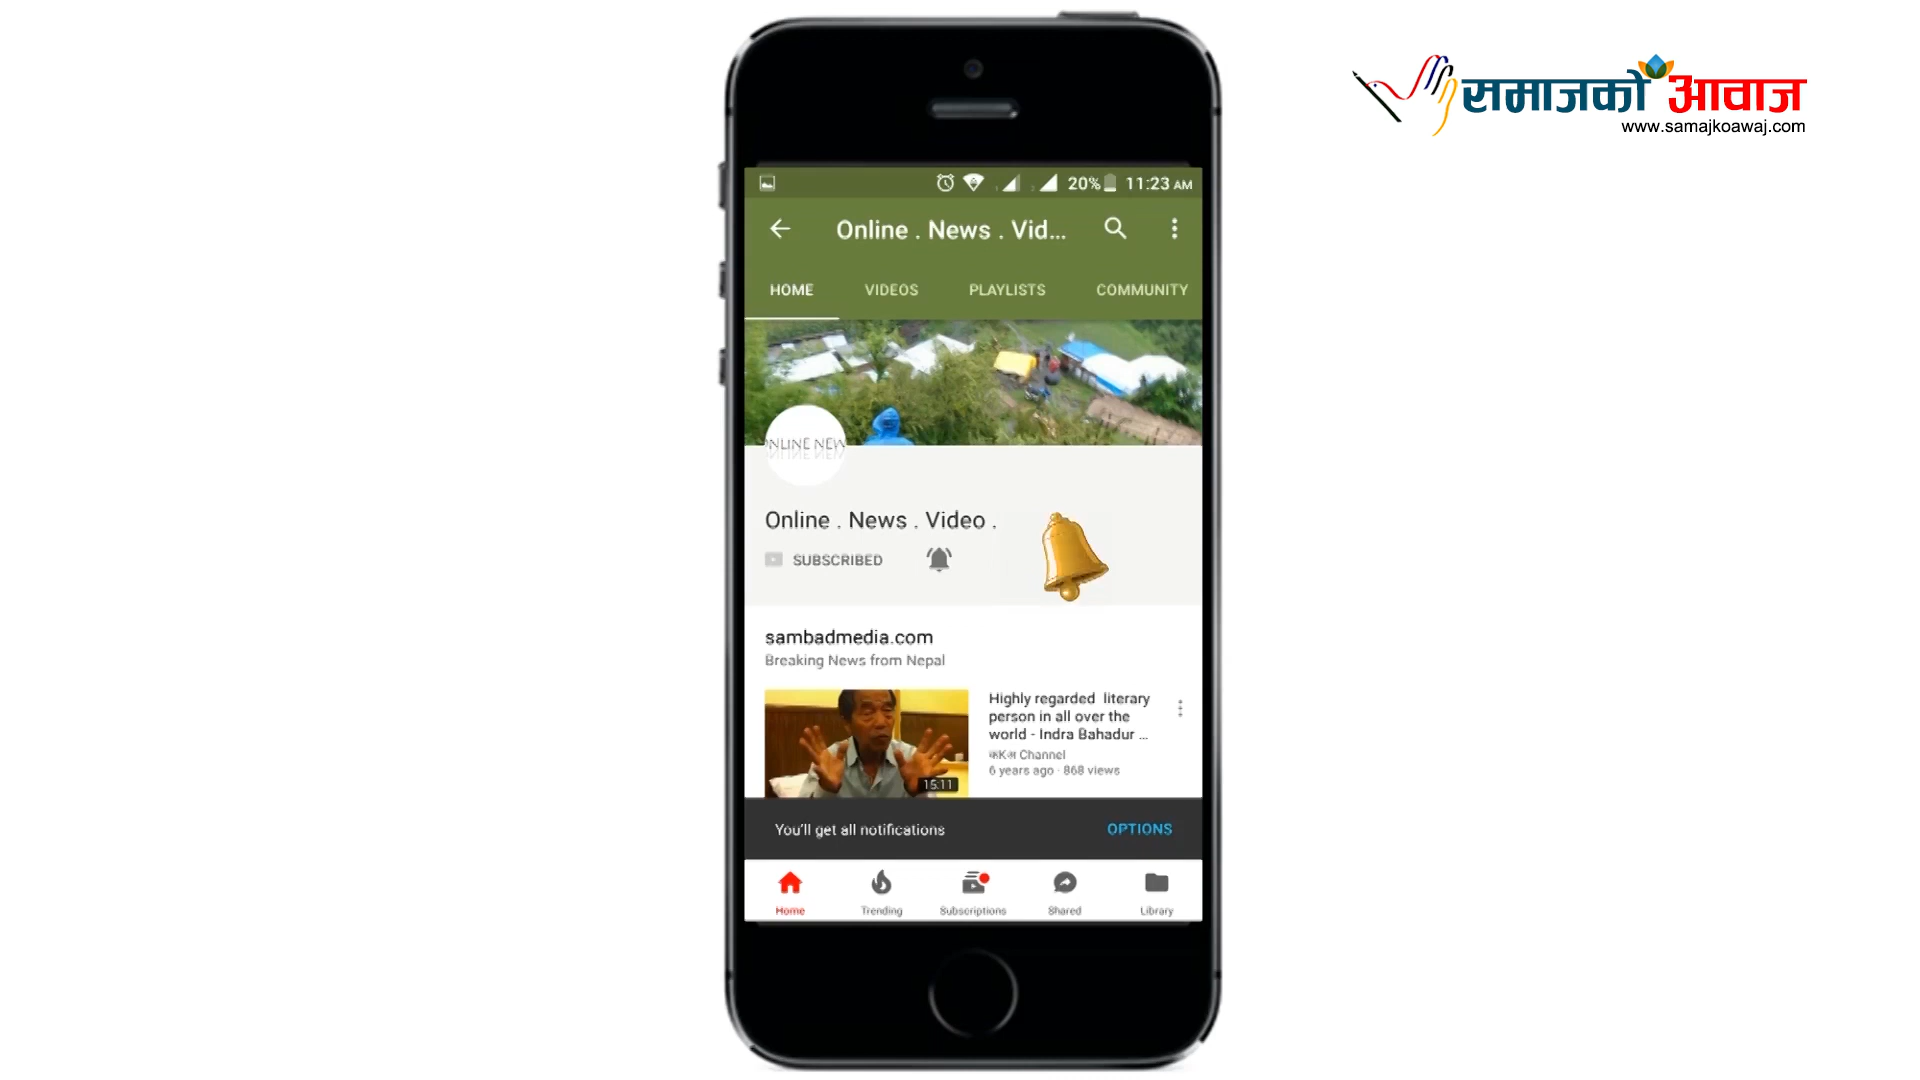 समाजको आवाज
www.samajkoawaj.com
20% 11:23 AM
Online . News . Vid...
HOME VIDEOS PLAYLISTS COMMUNITY
NLINE NEW
Online . News . Video .
SUBSCRIBED
sambadmedia.com
Breaking News from Nepal
Highly regarded literary
person in all over the
world - Indra Bahadur ...
Channel
6 years ago · 868 views
15:11
You'll get all notifications OPTIONS
Home Trending Subscriptions Shared Library